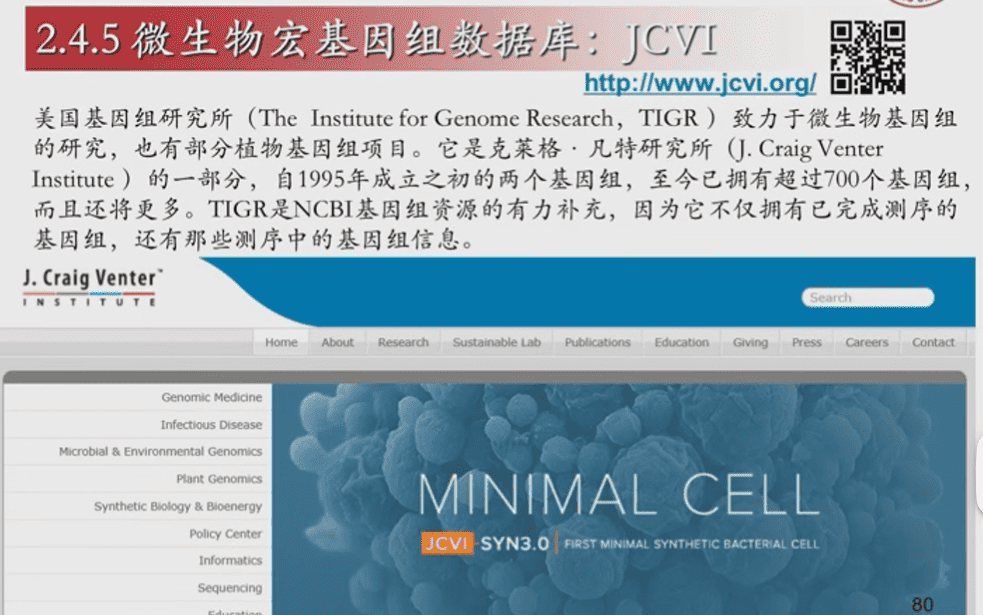 2.4.5 微生物宏基因组数据库：JCVI
http://www.jcvi.org/
美国基因组研究所（The Institute for Genome Research，TIGR ）致力于微生物基因组
的研究，也有部分植物基因组项目。它是克莱格 · 凡特研究所（J. Craig Venter
Institute ）的一部分，自1995年成立之初的两个基因组，至今已拥有超过700个基因组，
而且还将更多。TIGR是NCBI基因组资源的有力补充，因为它不仅拥有已完成测序的
基因组，还有那些测序中的基因组信息。
J. Craig Venter™
INSTITUTE
Search
Home About Research Sustainable Lab Publications Education Giving Press Careers Contact
Genomic Medicine
Infectious Disease
Microbial & Environmental Genomics
Plant Genomics
Synthetic Biology & Bioenergy
Policy Center
Informatics
Sequencing
Education
MINIMAL CELL
JCVI-SYN3.0 | FIRST MINIMAL SYNTHETIC BACTERIAL CELL
80